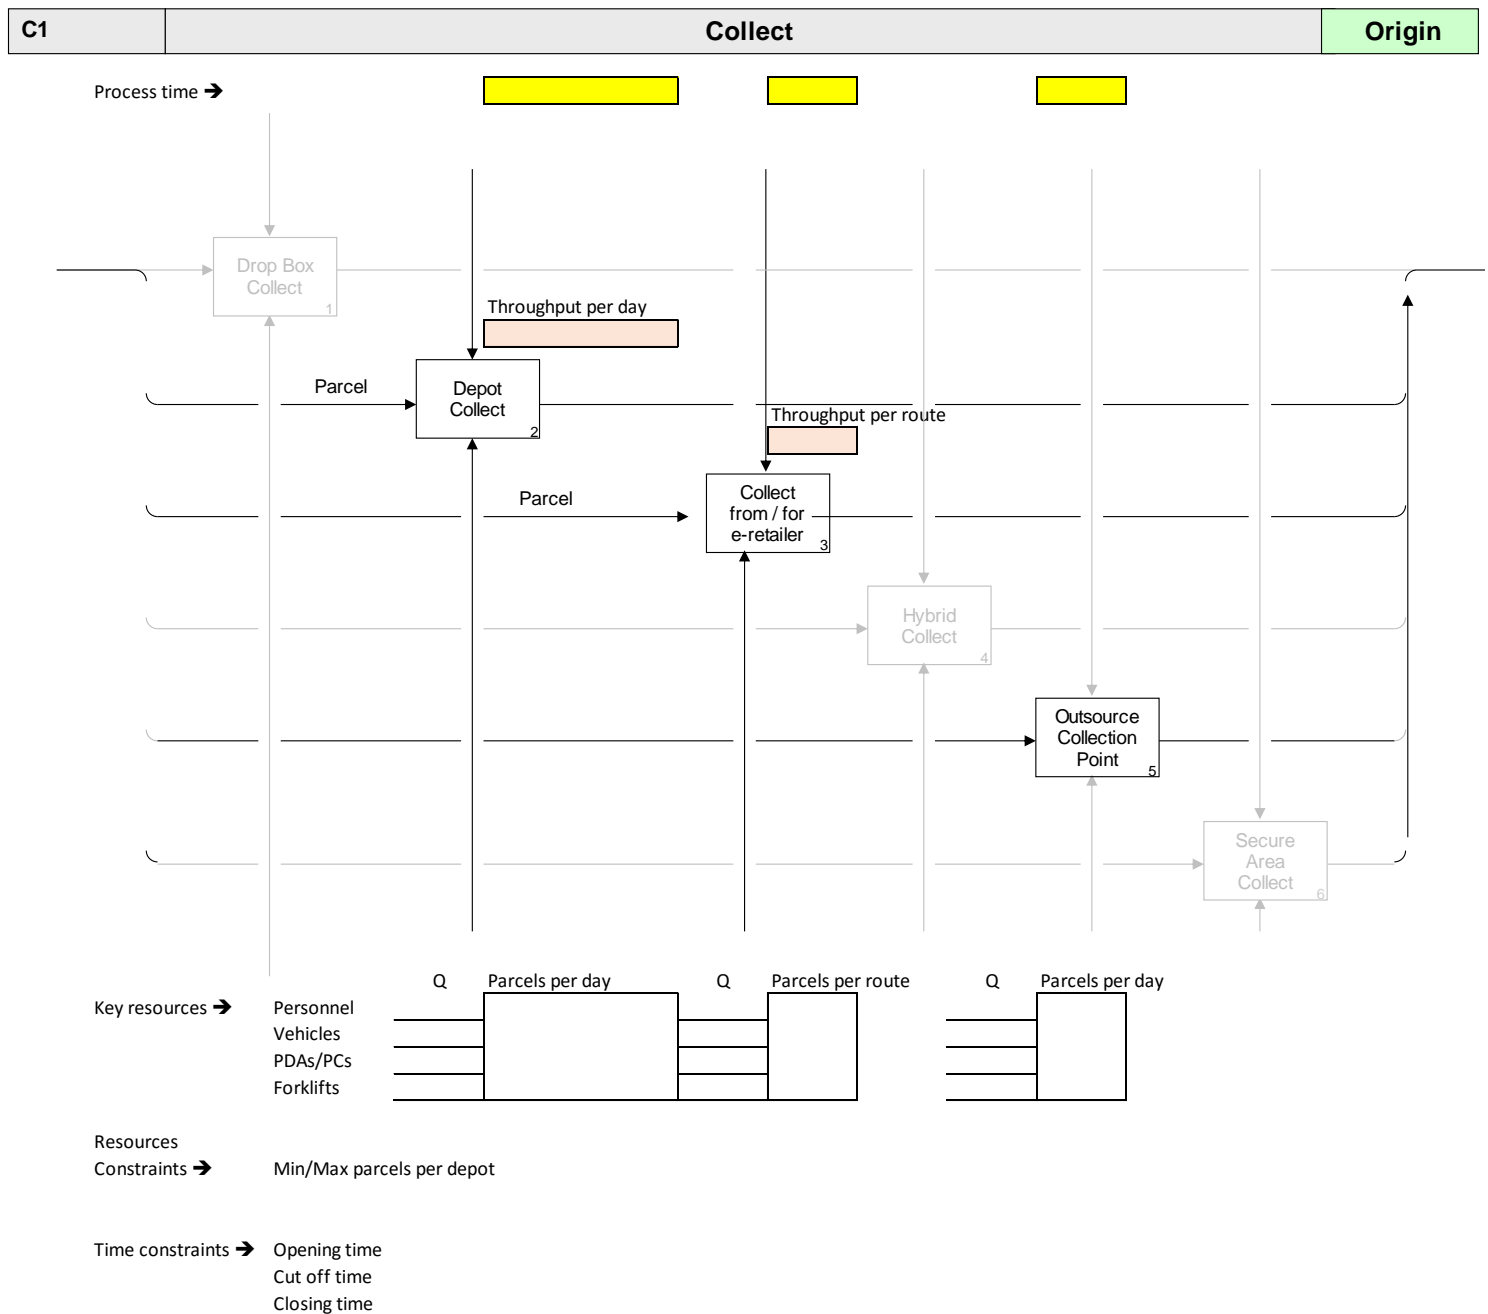 C1
Collect
Origin
Process time ➔
Drop Box
Collect
1
Throughput per day
Parcel
Depot
Collect
2
Throughput per route
Parcel
Collect
from / for
e-retailer
3
Hybrid
Collect
4
Outsource
Collection
Point
5
Secure
Area
Collect
6
Q
Parcels per day
Q
Parcels per route
Q
Parcels per day
Key resources ➔
Personnel
Vehicles
PDAs/PCs
Forklifts
Resources
Constraints ➔
Min/Max parcels per depot
Time constraints ➔
Opening time
Cut off time
Closing time